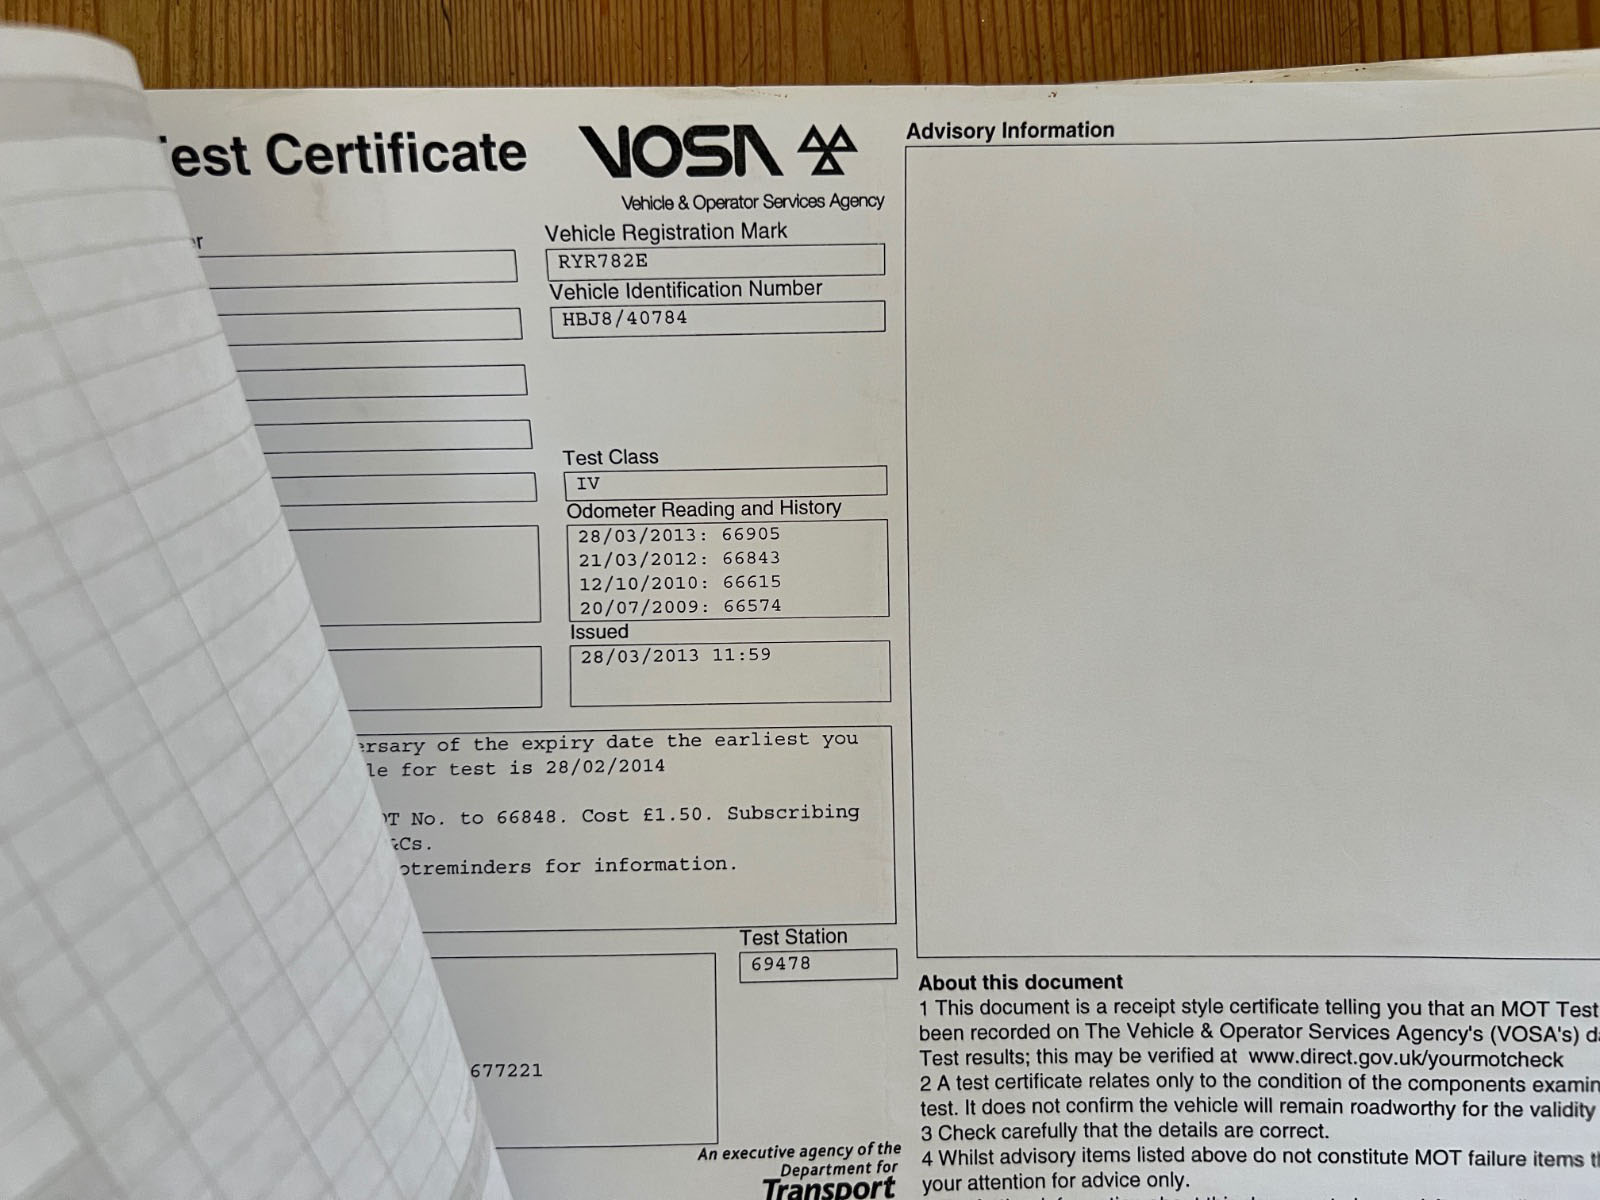 est Certificate
VOSA
Vehicle & Operator Services Agency
r
Vehicle Registration Mark
RYR782E
Vehicle Identification Number
HBJ8/40784
Test Class
IV
Odometer Reading and History
28/03/2013: 66905
21/03/2012: 66843
12/10/2010: 66615
20/07/2009: 66574
Issued
28/03/2013 11:59
ersary of the expiry date the earliest you
le for test is 28/02/2014
OT No. to 66848. Cost £1.50. Subscribing
&Cs.
otreminders for information.
Test Station
69478
677221
An executive agency of the
Department for
Transport
Advisory Information
About this document
1 This document is a receipt style certificate telling you that an MOT Test
been recorded on The Vehicle & Operator Services Agency's (VOSA's) da
Test results; this may be verified at www.direct.gov.uk/yourmotcheck
2 A test certificate relates only to the condition of the components examin
test. It does not confirm the vehicle will remain roadworthy for the validity
3 Check carefully that the details are correct.
4 Whilst advisory items listed above do not constitute MOT failure items th
your attention for advice only.